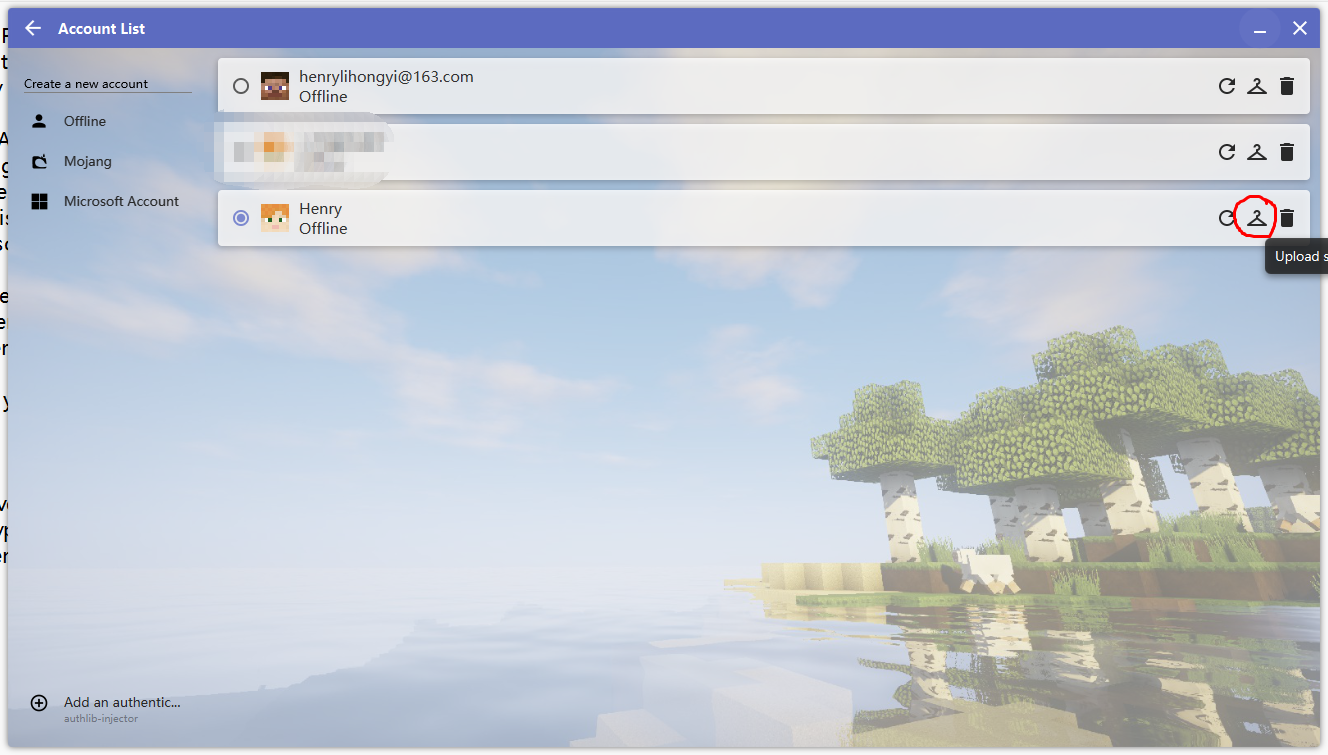 Account List
Create a new account
Offline
Mojang
Microsoft Account
henrylihongyi@163.com
Offline
Henry
Offline
Upload s
Add an authentic...
authlib-injector